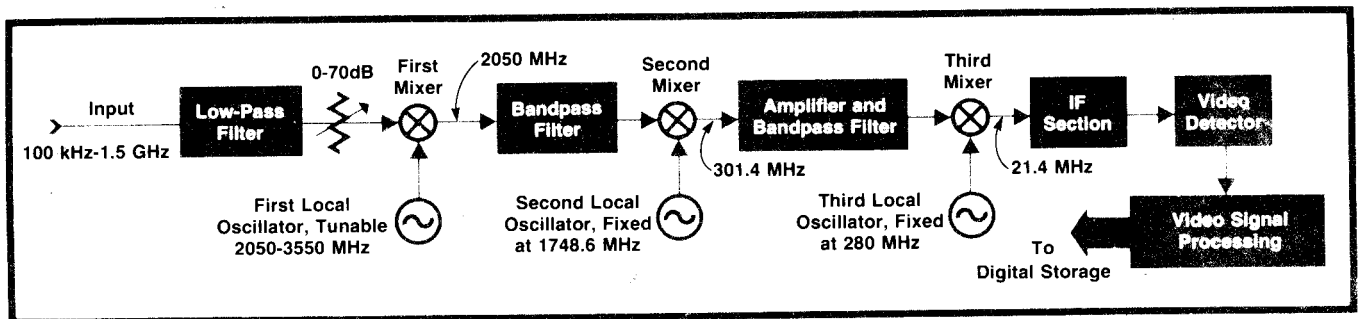 Input
100 kHz-1.5 GHz
Low-Pass
Filter
0-70dB
First
Mixer
2050 MHz
First Local
Oscillator, Tunable
2050-3550 MHz
Bandpass
Filter
Second
Mixer
301.4 MHz
Second Local
Oscillator, Fixed
at 1748.6 MHz
Amplifier and
Bandpass Filter
Third
Mixer
21.4 MHz
Third Local
Oscillator, Fixed
at 280 MHz
IF
Section
Video
Detector
Video Signal
Processing
To
Digital Storage